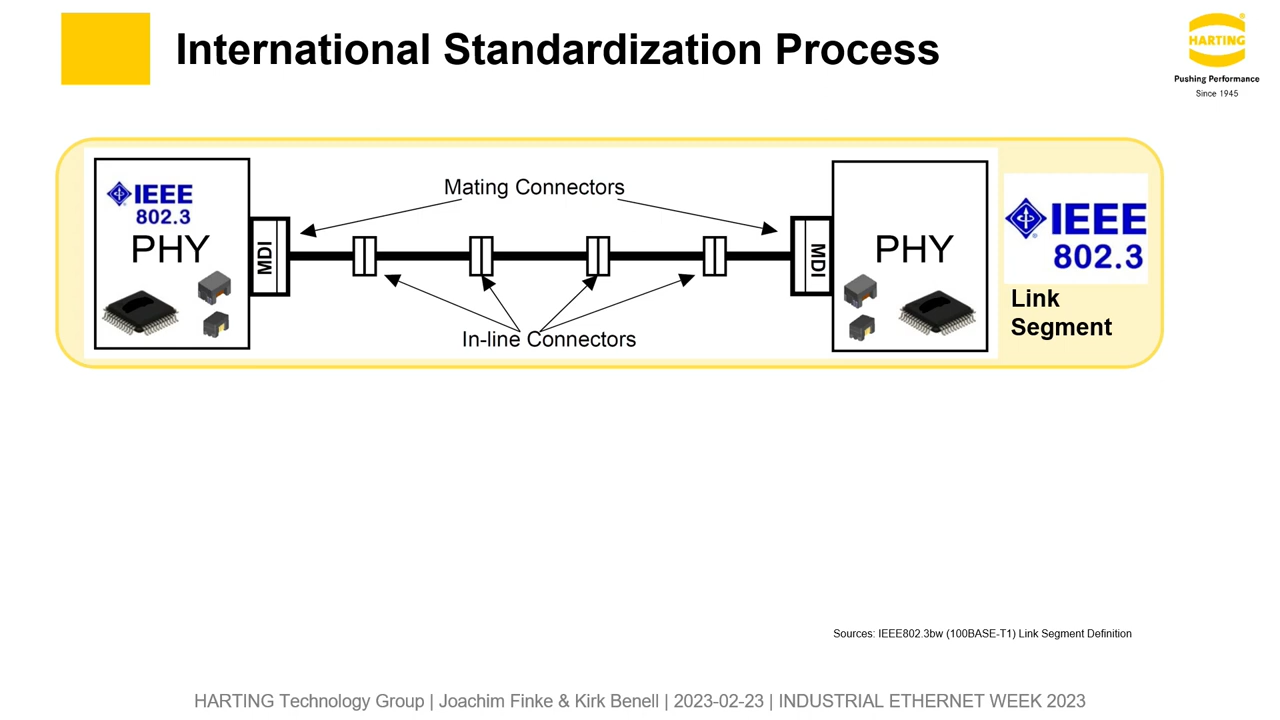 International Standardization Process
HARTING
Pushing Performance
Since 1945
IEEE
802.3
PHY
MDI
Mating Connectors
In-line Connectors
MDI
PHY
IEEE
802.3
Link
Segment
Sources: IEEE802.3bw (100BASE-T1) Link Segment Definition
HARTING Technology Group | Joachim Finke & Kirk Benell | 2023-02-23 | INDUSTRIAL ETHERNET WEEK 2023